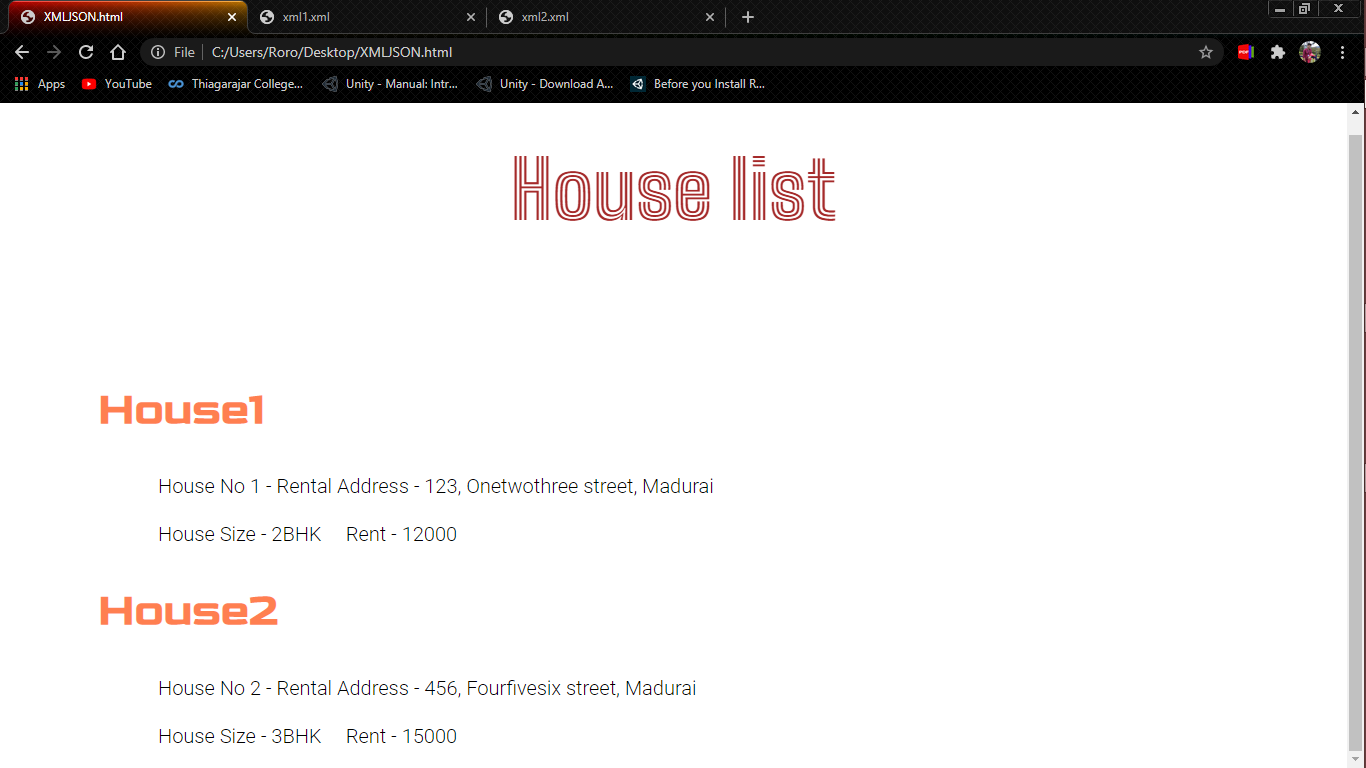 XMLJSON.html
xml1.xml
xml2.xml
File
C:/Users/Roro/Desktop/XMLJSON.html
PDF
Apps
YouTube
Thiagarajar College...
Unity - Manual: Intr...
Unity - Download A...
Before you Install R...
House list
House1
House No 1 - Rental Address - 123, Onetwothree street, Madurai
House Size - 2BHK Rent - 12000
House2
House No 2 - Rental Address - 456, Fourfivesix street, Madurai
House Size - 3BHK Rent - 15000